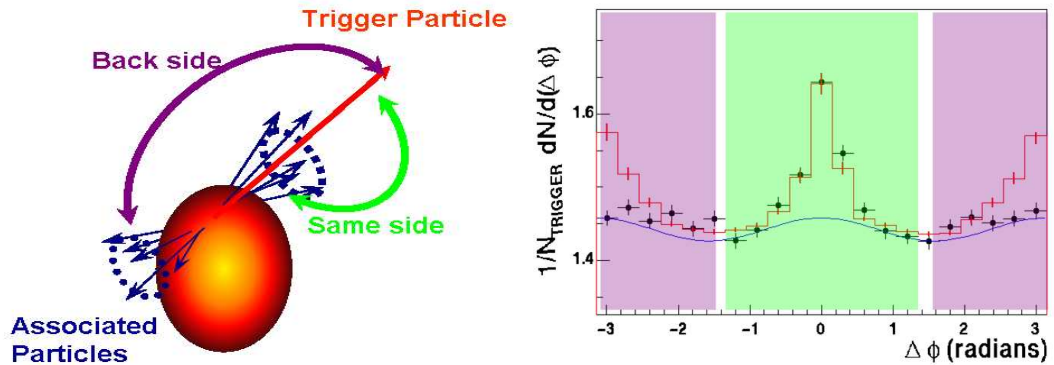 Trigger Particle
Back side
Same side
Associated
Particles
1/N_TRIGGER dN/d(Δ φ)
1.6
1.4
-3 -2 -1 0 1 2 3
Δ φ (radians)